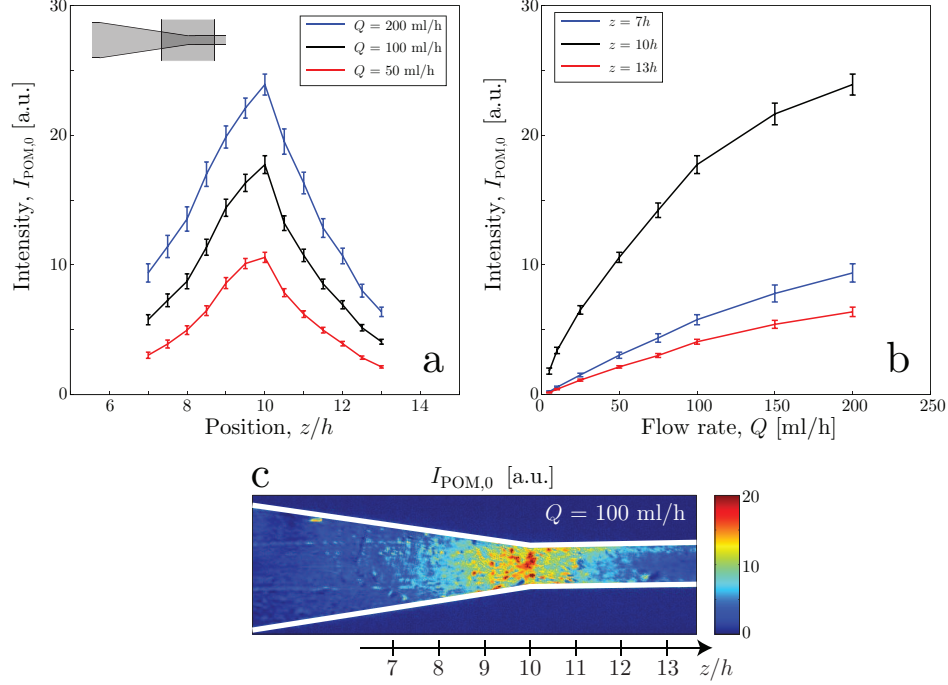 30
20
10
0
Intensity, I_POM,0 [a.u.]
Q = 200 ml/h
Q = 100 ml/h
Q = 50 ml/h
a
6 8 10 12 14
Position, z/h
30
20
10
0
Intensity, I_POM,0 [a.u.]
z = 7h
z = 10h
z = 13h
b
0 50 100 150 200 250
Flow rate, Q [ml/h]
c
I_POM,0 [a.u.]
Q = 100 ml/h
20
10
0
7 8 9 10 11 12 13 z/h